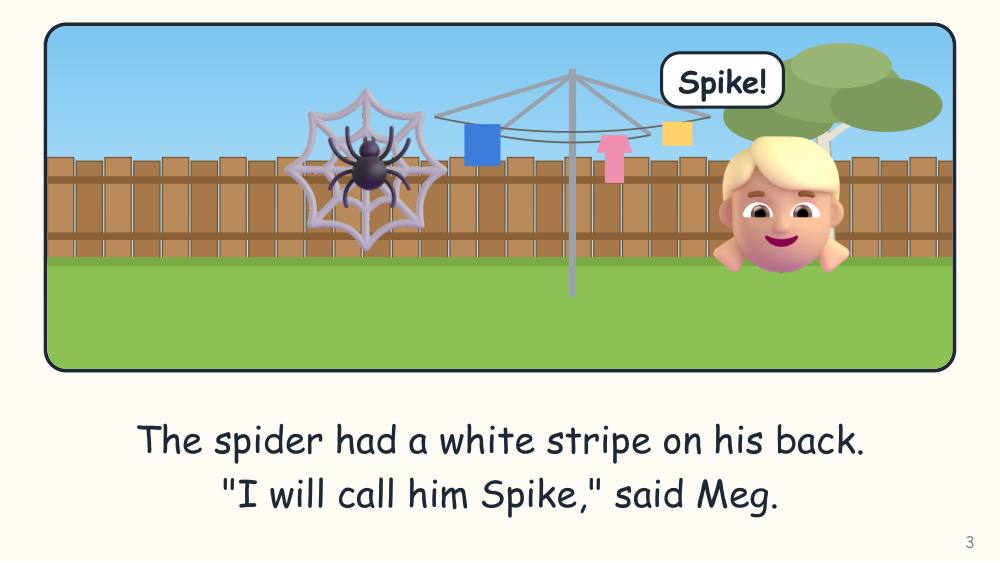 Spike!
The spider had a white stripe on his back.
"I will call him Spike," said Meg.
3